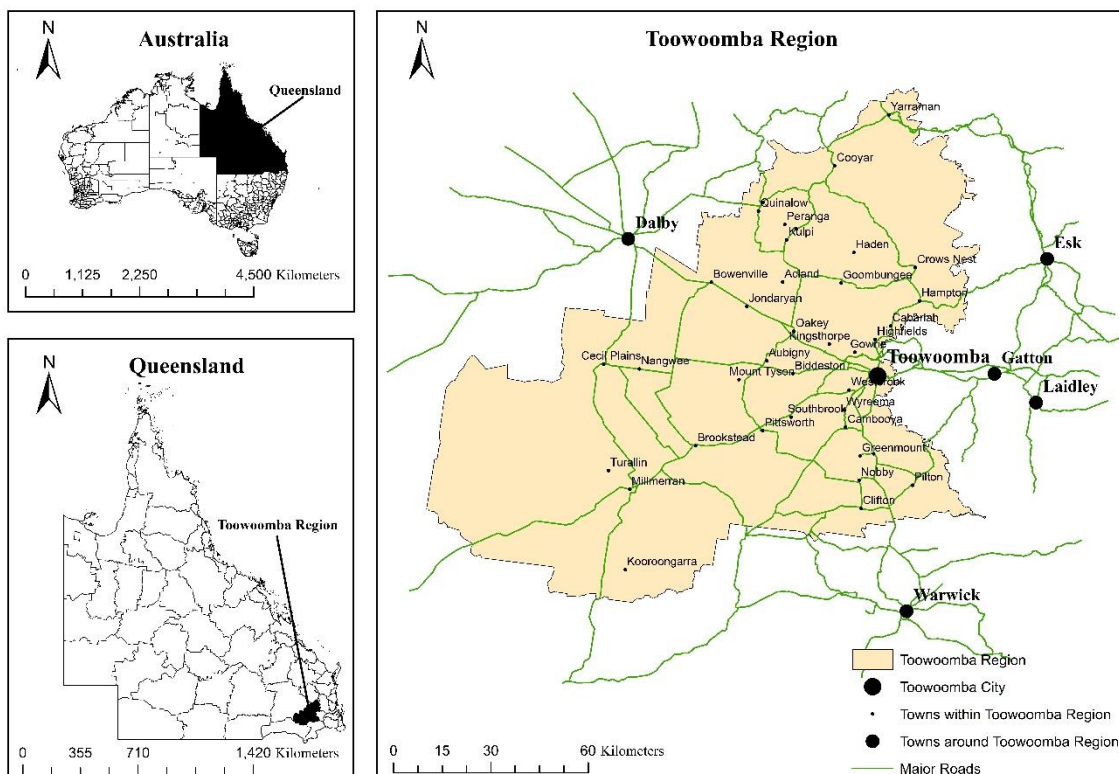 N
Australia
Queensland
0 1,125 2,250 4,500 Kilometers
N
Queensland
Toowoomba Region
0 355 710 1,420 Kilometers
N
Toowoomba Region
Yarraman
Cooyar
Quinalow
Peranga
Kulpi
Dalby
Haden
Esk
Crows Nest
Bowenville
Acland
Goombungee
Hampton
Jondaryan
Cabarlah
Oakey
Highfields
Kingsthorpe
Gowrie
Aubigny
Toowoomba
Gatton
Cecil Plains
Nangwee
Biddeston
Mount Tyson
Westbrook
Laidley
Southbrook
Wyreema
Pittsworth
Cambooya
Brookstead
Greenmount
Turallin
Nobby
Pilton
Millmerran
Clifton
Kooroongarra
Warwick
Toowoomba Region
Toowoomba City
Towns within Toowoomba Region
Towns around Toowoomba Region
Major Roads
0 15 30 60 Kilometers